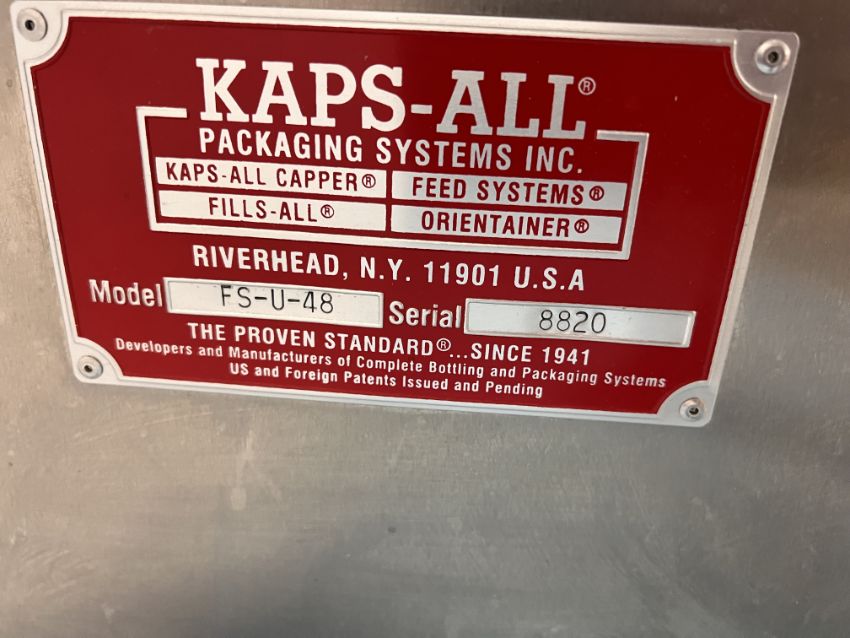 KAPS-ALL®
PACKAGING SYSTEMS INC.
KAPS-ALL CAPPER® FEED SYSTEMS®
FILLS-ALL® ORIENTAINER®
RIVERHEAD, N.Y. 11901 U.S.A
Model FS-U-48 Serial 8820
THE PROVEN STANDARD®...SINCE 1941
Developers and Manufacturers of Complete Bottling and Packaging Systems
US and Foreign Patents Issued and Pending